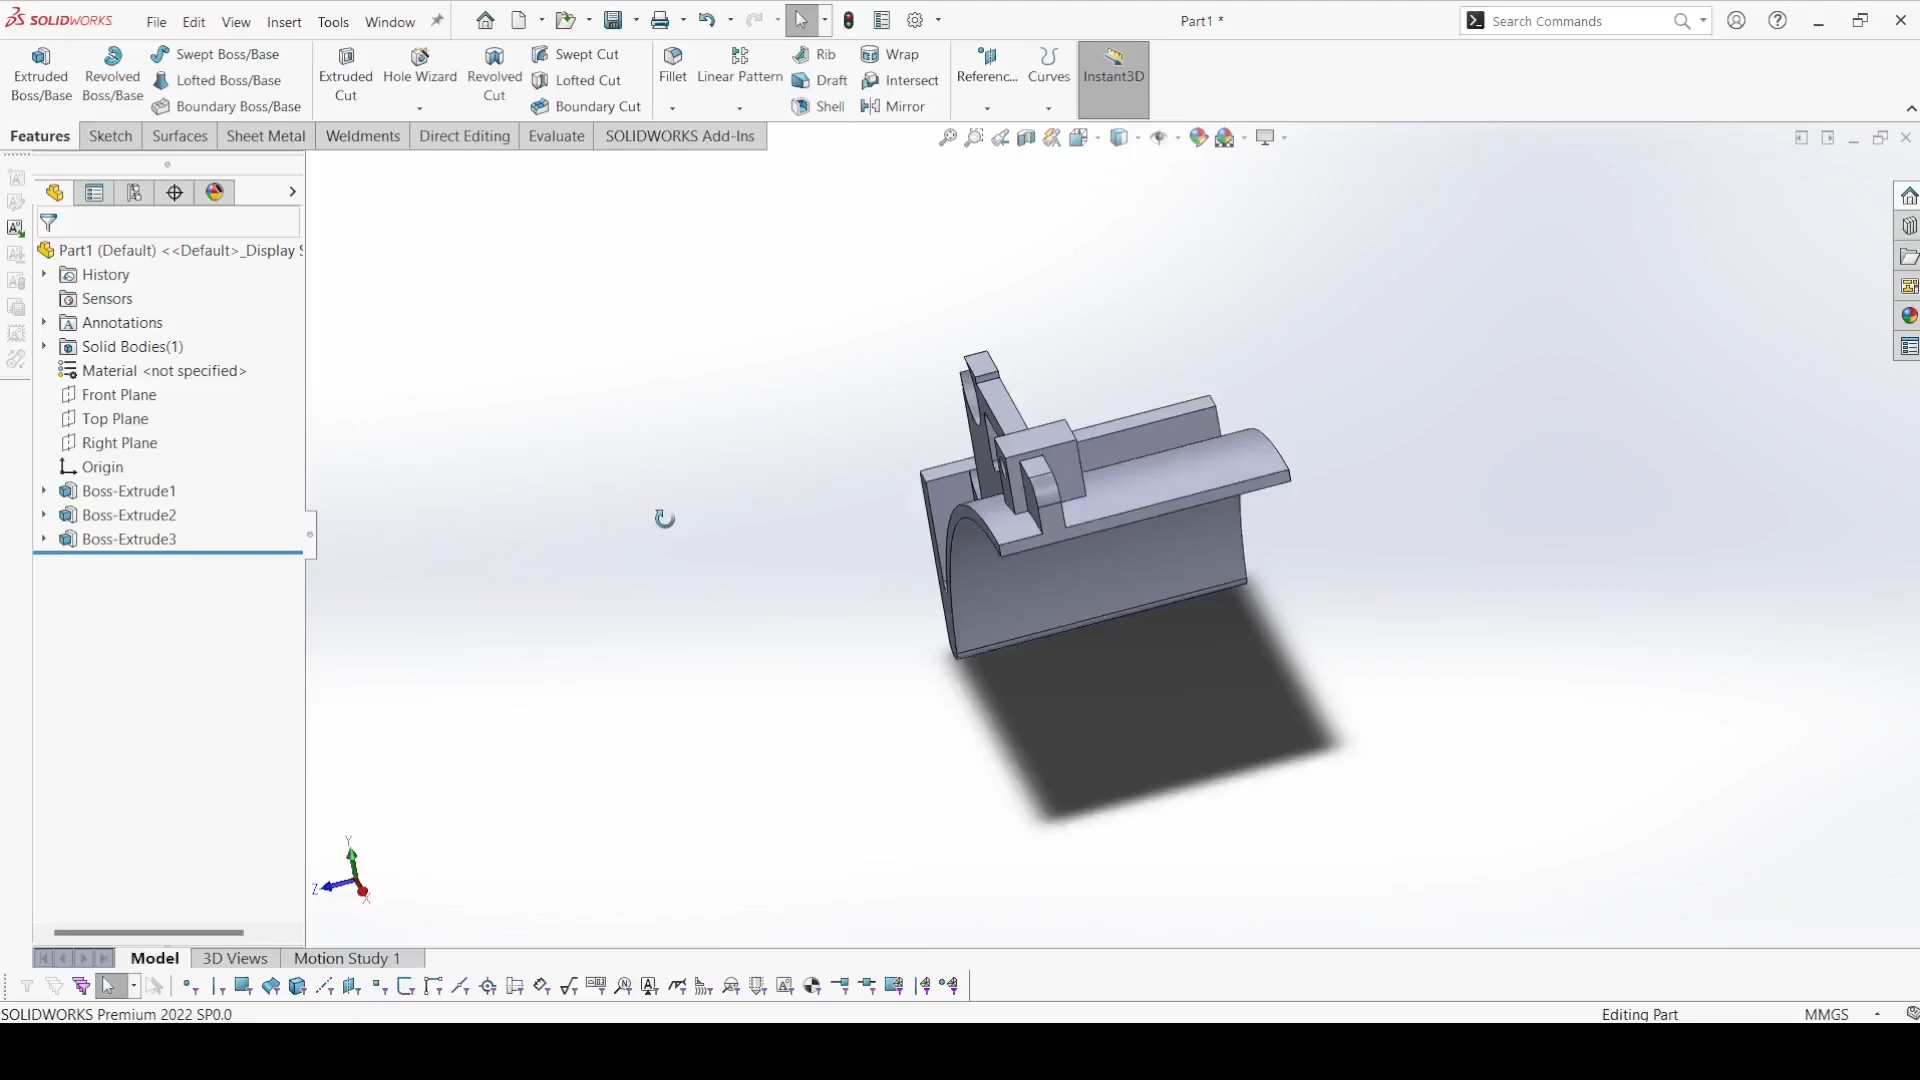 SOLIDWORKS File Edit View Insert Tools Window Part1 * Search Commands
Extruded Boss/Base
Revolved Boss/Base
Swept Boss/Base
Lofted Boss/Base
Boundary Boss/Base
Extruded Cut
Hole Wizard
Revolved Cut
Swept Cut
Lofted Cut
Boundary Cut
Fillet
Linear Pattern
Rib
Draft
Shell
Wrap
Intersect
Mirror
Referenc...
Curves
Instant3D
Features Sketch Surfaces Sheet Metal Weldments Direct Editing Evaluate SOLIDWORKS Add-Ins
Part1 (Default) <<Default>_Display S
History
Sensors
Annotations
Solid Bodies(1)
Material <not specified>
Front Plane
Top Plane
Right Plane
Origin
Boss-Extrude1
Boss-Extrude2
Boss-Extrude3
Y
Z
X
Model 3D Views Motion Study 1
SOLIDWORKS Premium 2022 SP0.0 Editing Part MMGS